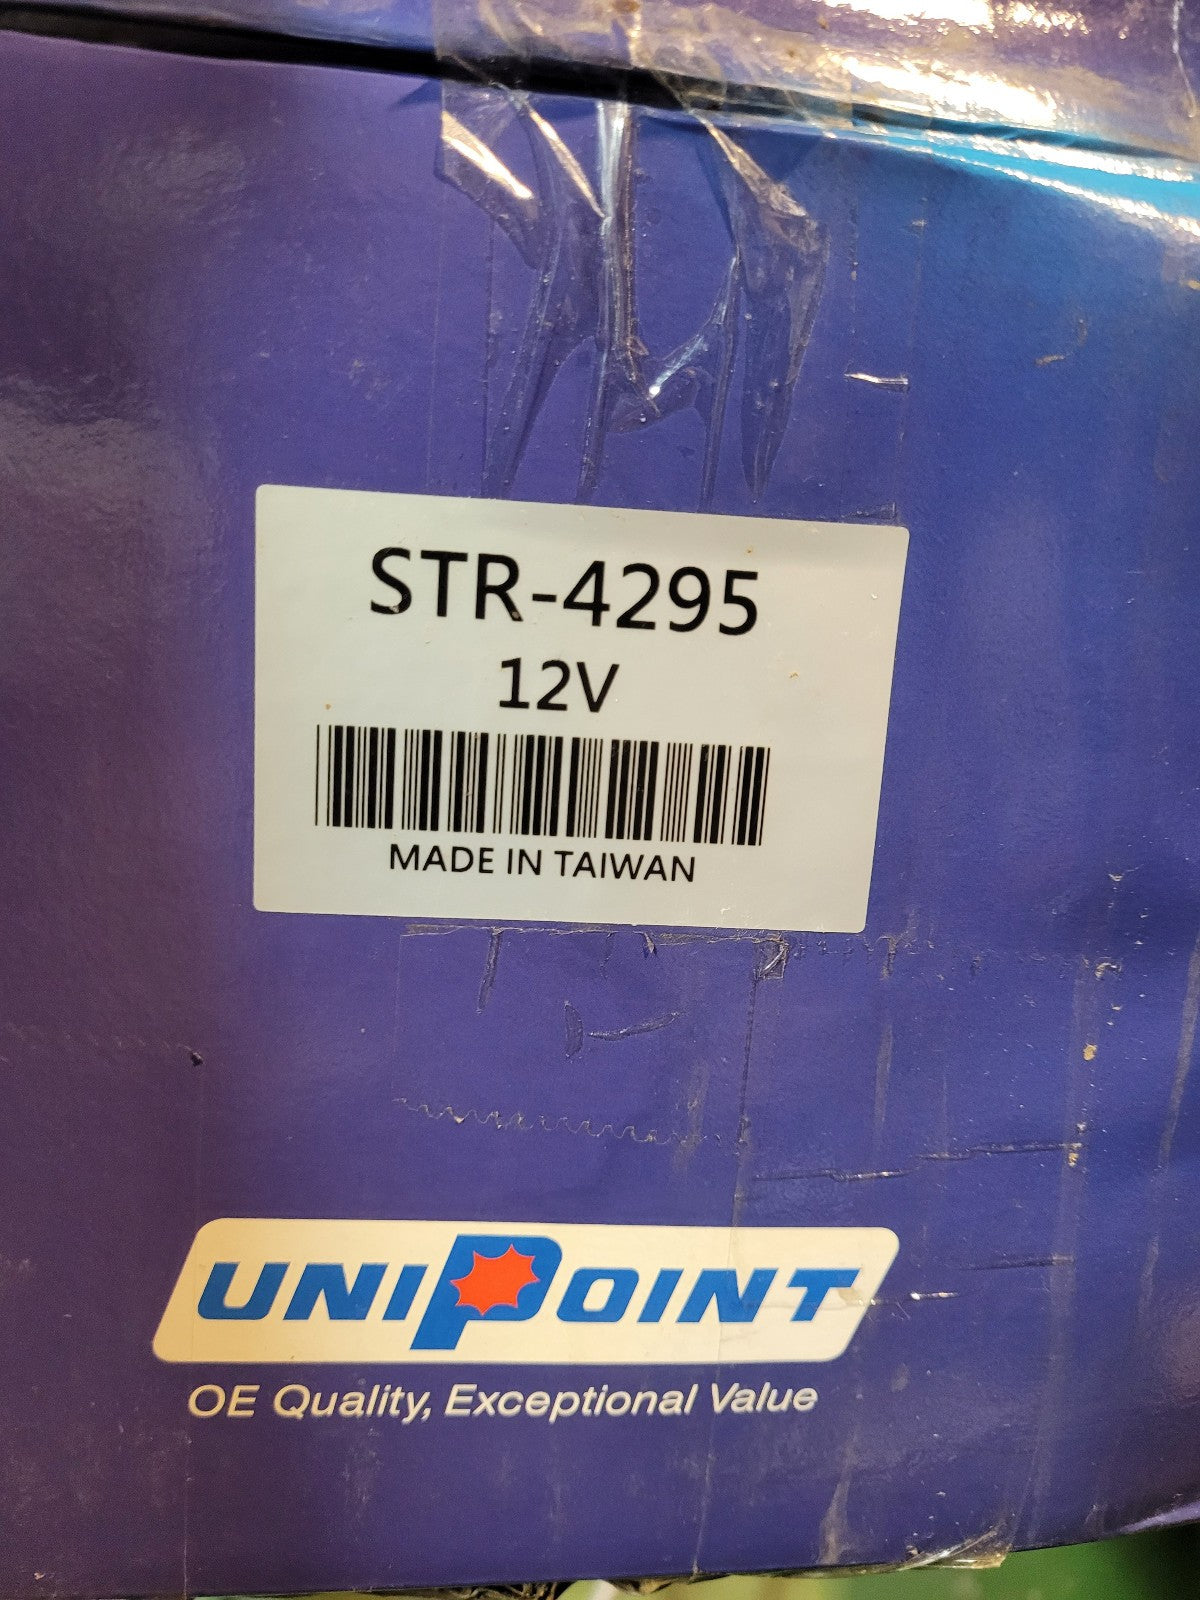 STR-4295
12V
MADE IN TAIWAN
UNIPOINT
OE Quality, Exceptional Value